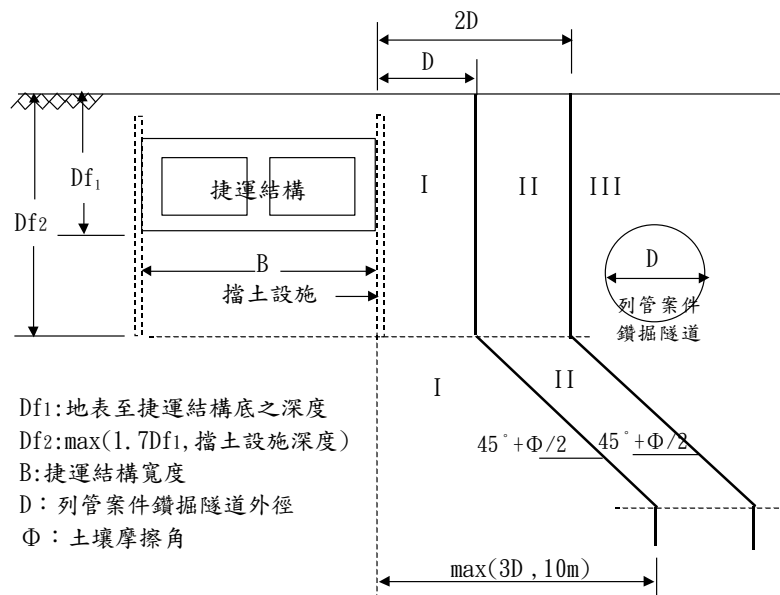 2D
D
Df1
Df2
捷運結構
I
II
III
B
擋土設施
D
列管案件
鑽掘隧道
I
II
45°+Φ/2
45°+Φ/2
Df1:地表至捷運結構底之深度
Df2:max(1.7Df1,擋土設施深度)
B:捷運結構寬度
D：列管案件鑽掘隧道外徑
Φ：土壤摩擦角
max(3D,10m)